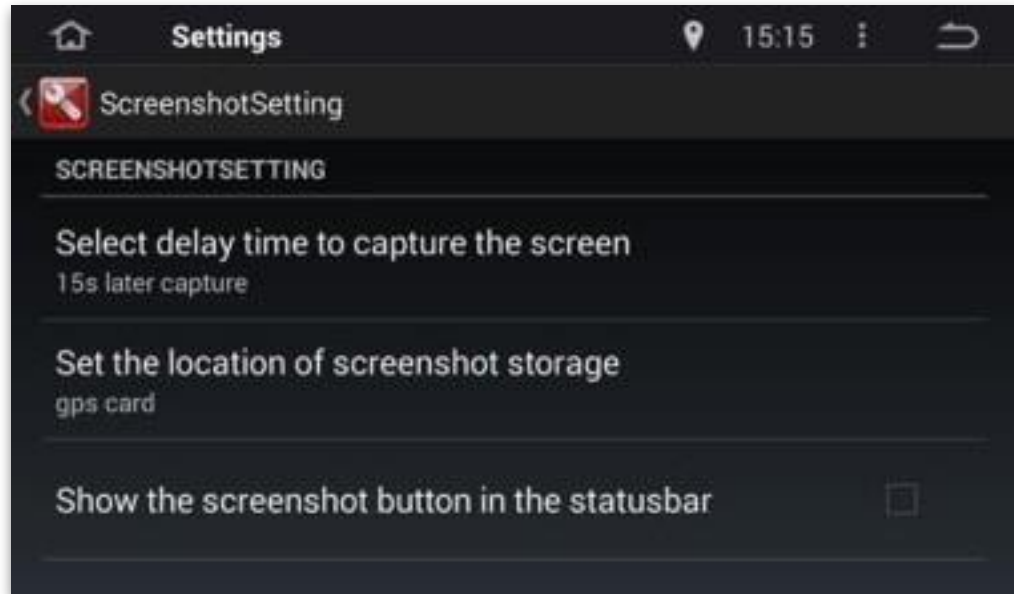 Settings
15:15
ScreenshotSetting
SCREENSHOTSETTING
Select delay time to capture the screen
15s later capture
Set the location of screenshot storage
gps card
Show the screenshot button in the statusbar